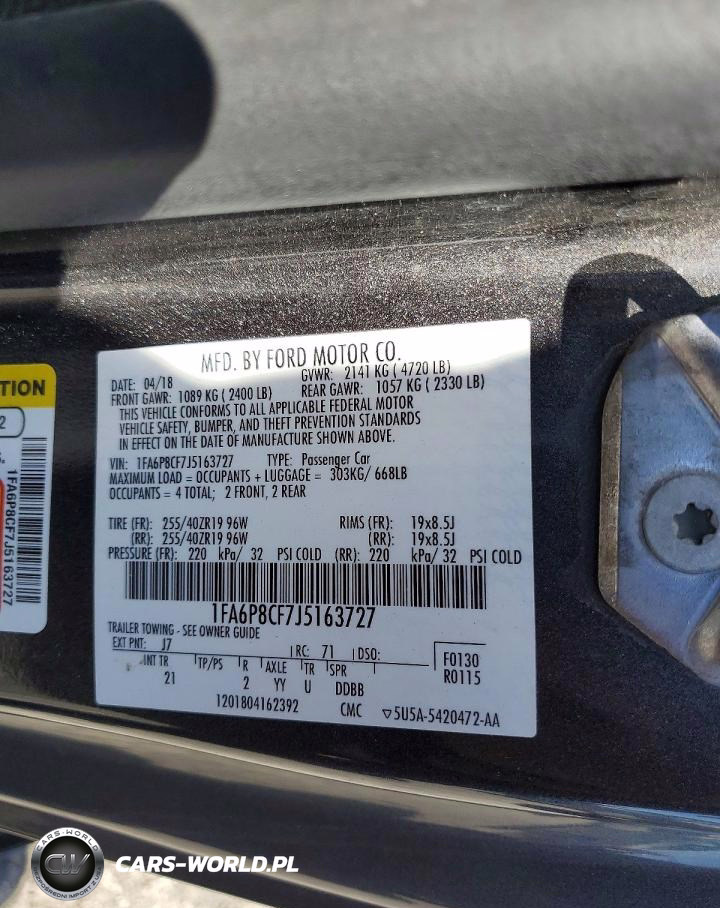 MFD. BY FORD MOTOR CO.
DATE: 04/18 GVWR: 2141 KG ( 4720 LB)
FRONT GAWR: 1089 KG ( 2400 LB) REAR GAWR: 1057 KG ( 2330 LB)
THIS VEHICLE CONFORMS TO ALL APPLICABLE FEDERAL MOTOR
VEHICLE SAFETY, BUMPER, AND THEFT PREVENTION STANDARDS
IN EFFECT ON THE DATE OF MANUFACTURE SHOWN ABOVE.
VIN: 1FA6P8CF7J5163727 TYPE: Passenger Car
MAXIMUM LOAD = OCCUPANTS + LUGGAGE = 303KG/ 668LB
OCCUPANTS = 4 TOTAL; 2 FRONT, 2 REAR
TIRE (FR): 255/40ZR19 96W RIMS (FR): 19x8.5J
(RR): 255/40ZR19 96W (RR): 19x8.5J
PRESSURE (FR): 220 kPa/ 32 PSI COLD (RR): 220 kPa/ 32 PSI COLD
1FA6P8CF7J5163727
TRAILER TOWING - SEE OWNER GUIDE
EXT PNT: J7 RC: 71 DSO: F0130
INT TR TP/PS R AXLE TR SPR R0115
21 2 YY U DDBB
1201804162392 CMC ▽5U5A-5420472-AA
TION
2
1FA6P8CF7J5163727
CARS-WORLD
CW
CARS-WORLD.PL